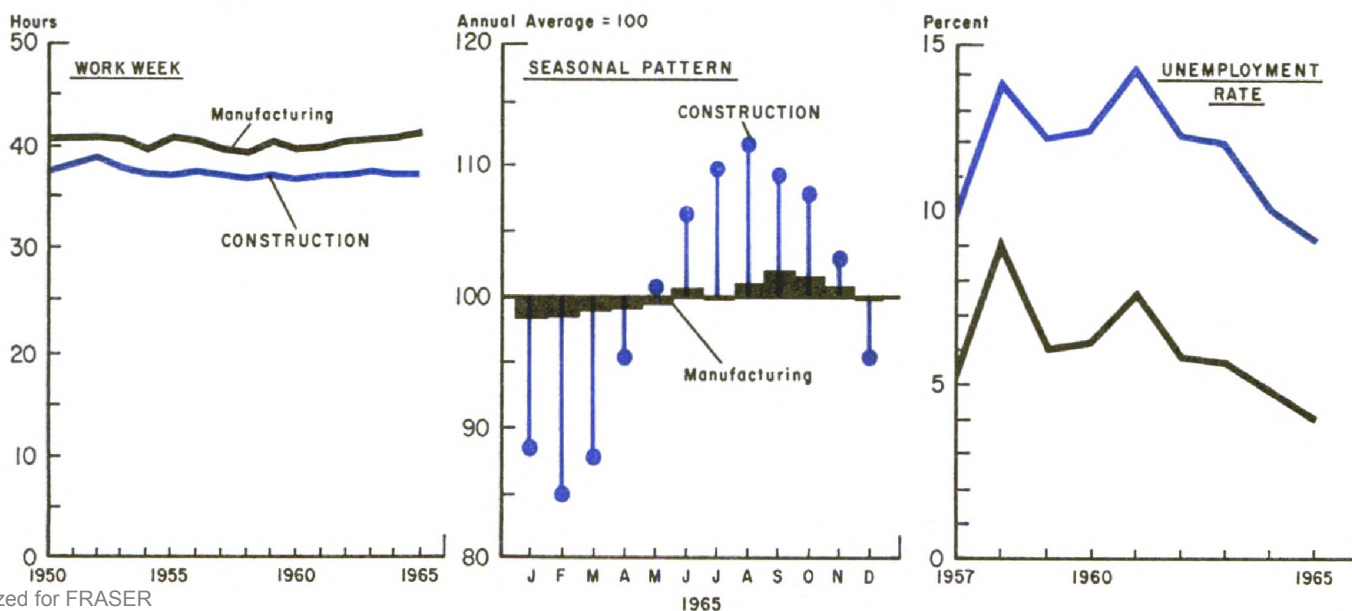 Hours
50
40
30
20
10
0
WORK WEEK
Manufacturing
CONSTRUCTION
1950 1955 1960 1965
Annual Average = 100
120
110
100
90
80
SEASONAL PATTERN
CONSTRUCTION
Manufacturing
J F M A M J J A S O N D
1965
Percent
15
10
5
0
UNEMPLOYMENT
RATE
1957 1960 1965
zed for FRASER